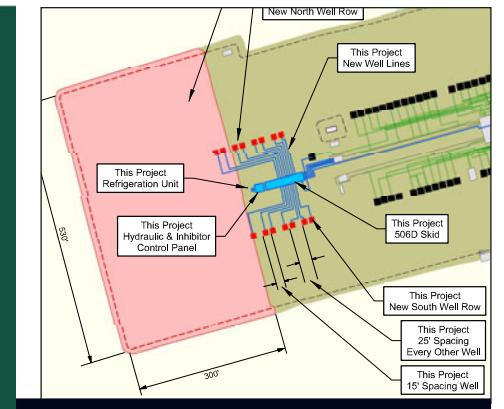 New North Well Row
This Project
New Well Lines
This Project
Refrigeration Unit
This Project
Hydraulic & Inhibitor
Control Panel
This Project
506D Skid
530'
This Project
New South Well Row
This Project
25' Spacing
Every Other Well
300'
This Project
15' Spacing Well